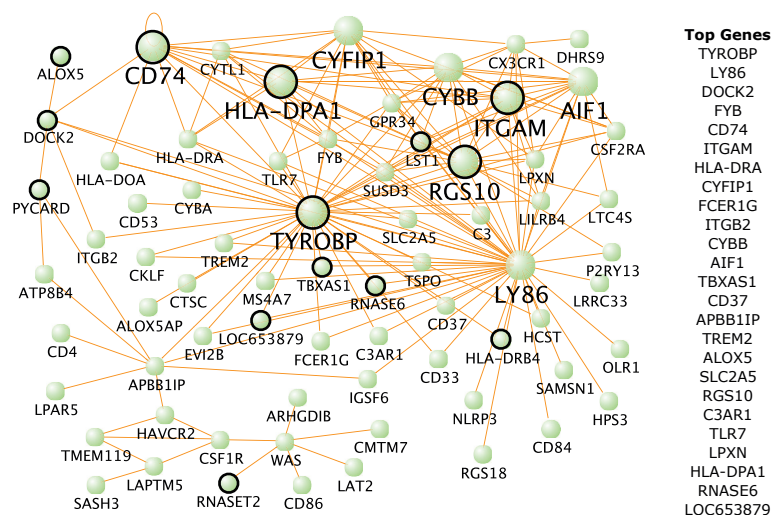 CYFIP1
CX3CR1
DHRS9
ALOX5
CD74
CYTL1
HLA-DPA1
CYBB
ITGAM
AIF1
GPR34
DOCK2
HLA-DRA
FYB
LST1
CSF2RA
HLA-DOA
TLR7
SUSD3
RGS10
LPXN
PYCARD
CD53
CYBA
TYROBP
SLC2A5
C3
LILRB4
LTC4S
ITGB2
CKLF
TREM2
TBXAS1
TSPO
LY86
P2RY13
ATP8B4
CTSC
MS4A7
RNASE6
LRRC33
ALOX5AP
LOC653879
CD37
HCST
CD4
EVI2B
FCER1G
C3AR1
CD33
HLA-DRB4
OLR1
APBB1IP
IGSF6
SAMSN1
LPAR5
ARHGDIB
NLRP3
HPS3
HAVCR2
TMEM119
CSF1R
WAS
CMTM7
CD84
RGS18
SASH3
LAPTM5
RNASET2
CD86
LAT2
Top Genes
TYROBP
LY86
DOCK2
FYB
CD74
ITGAM
HLA-DRA
CYFIP1
FCER1G
ITGB2
CYBB
AIF1
TBXAS1
CD37
APBB1IP
TREM2
ALOX5
SLC2A5
RGS10
C3AR1
TLR7
LPXN
HLA-DPA1
RNASE6
LOC653879